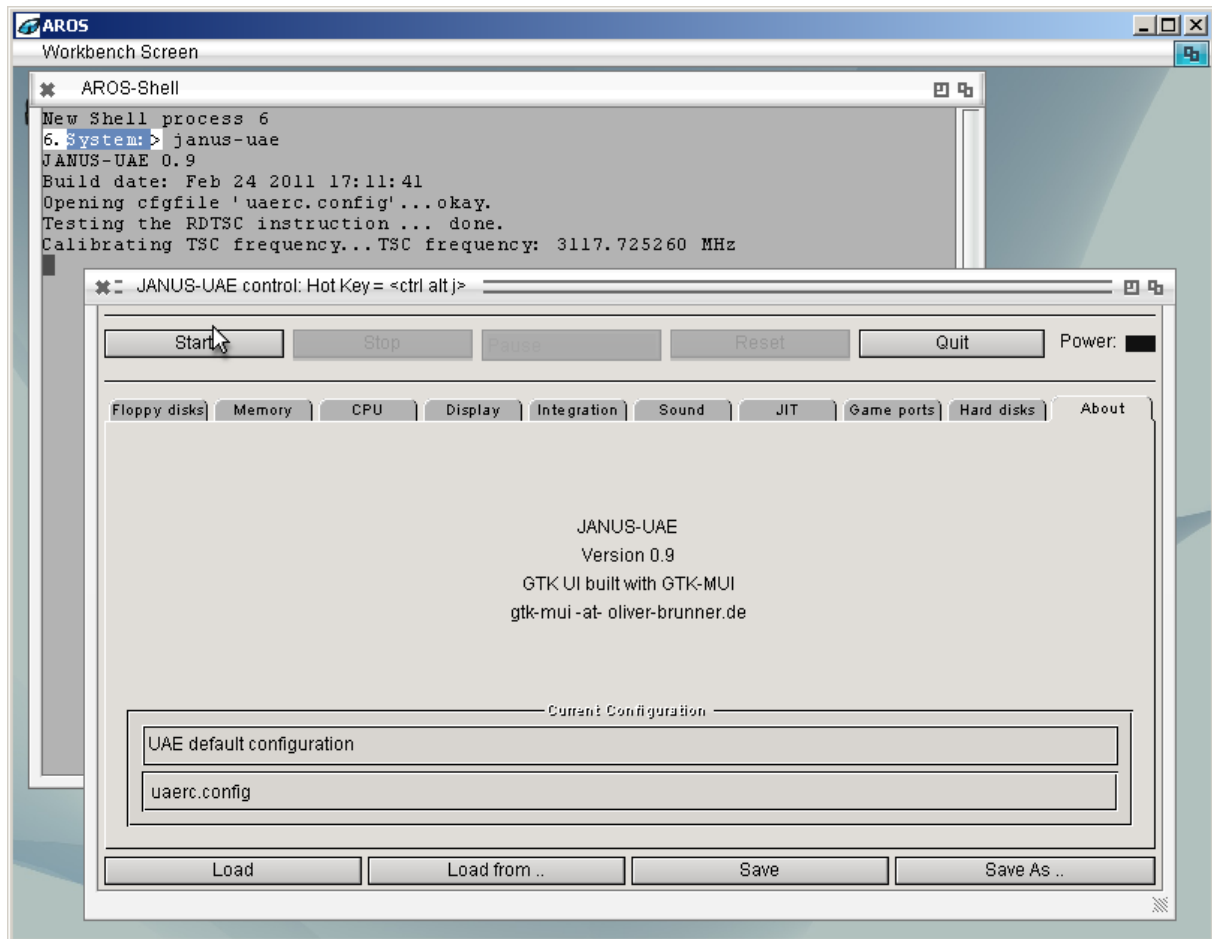 AROS
Workbench Screen
AROS-Shell
New Shell process 6
6.System:> janus-uae
JANUS-UAE 0.9
Build date: Feb 24 2011 17:11:41
Opening cfgfile 'uaerc.config'...okay.
Testing the RDTSC instruction ... done.
Calibrating TSC frequency...TSC frequency: 3117.725260 MHz
JANUS-UAE control: Hot Key = <ctrl alt j>
Start Stop Pause Reset Quit Power:
Floppy disks Memory CPU Display Integration Sound JIT Game ports Hard disks About
JANUS-UAE
Version 0.9
GTK UI built with GTK-MUI
gtk-mui -at- oliver-brunner.de
Current Configuration
UAE default configuration
uaerc.config
Load Load from .. Save Save As ..